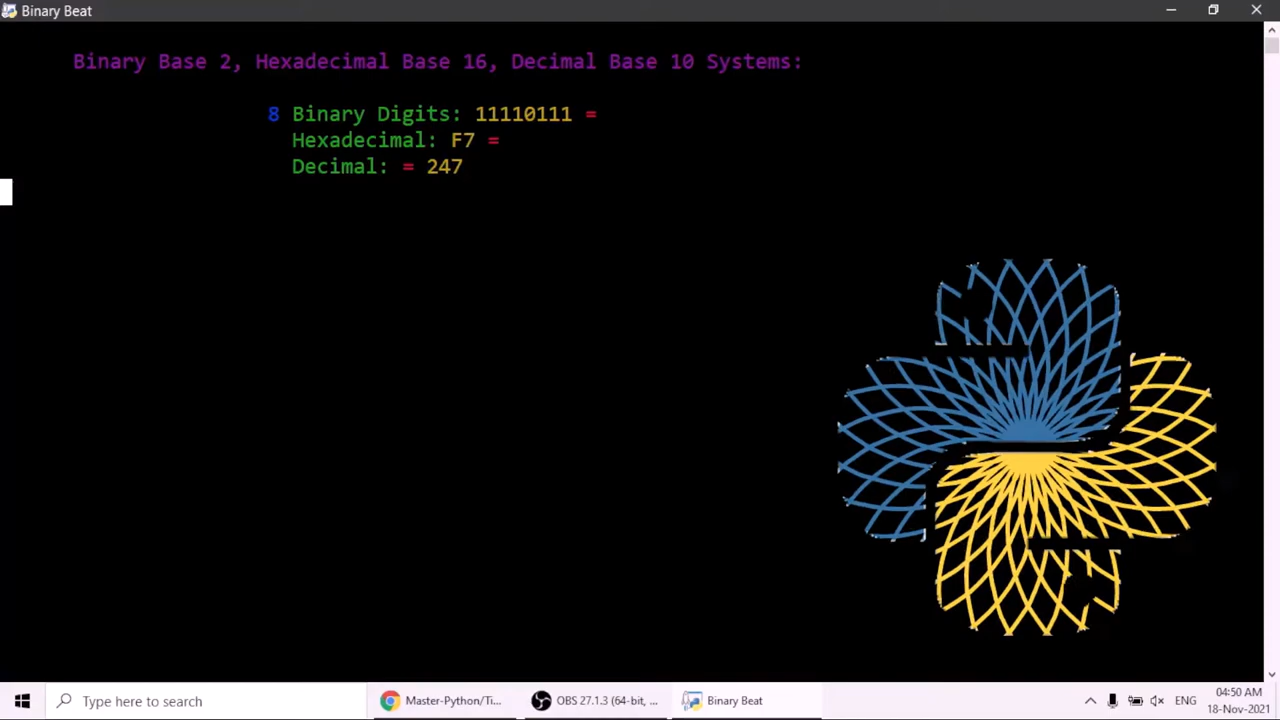 Binary Beat
Binary Base 2, Hexadecimal Base 16, Decimal Base 10 Systems:
8 Binary Digits: 11110111 =
Hexadecimal: F7 =
Decimal: = 247
Type here to search
Master-Python/Ti...
OBS 27.1.3 (64-bit, ...
Binary Beat
ENG
04:50 AM
18-Nov-2021